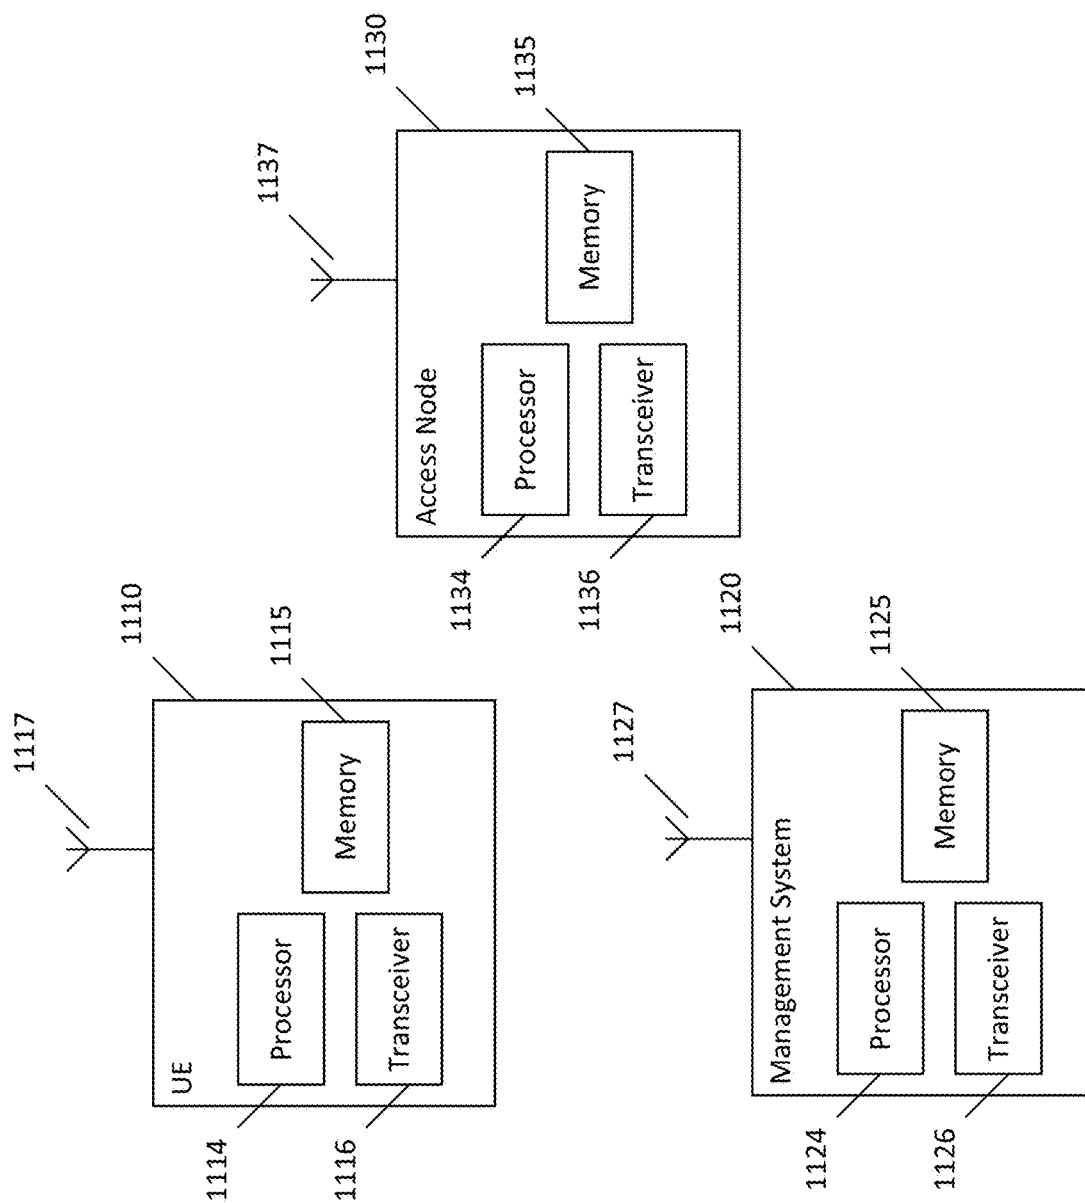 1117
1110
UE
1115
Processor
Memory
1114
Transceiver
1116
1137
1130
Access Node
1135
Processor
Memory
1134
Transceiver
1136
1127
1120
Management System
1125
Processor
Memory
1124
Transceiver
1126